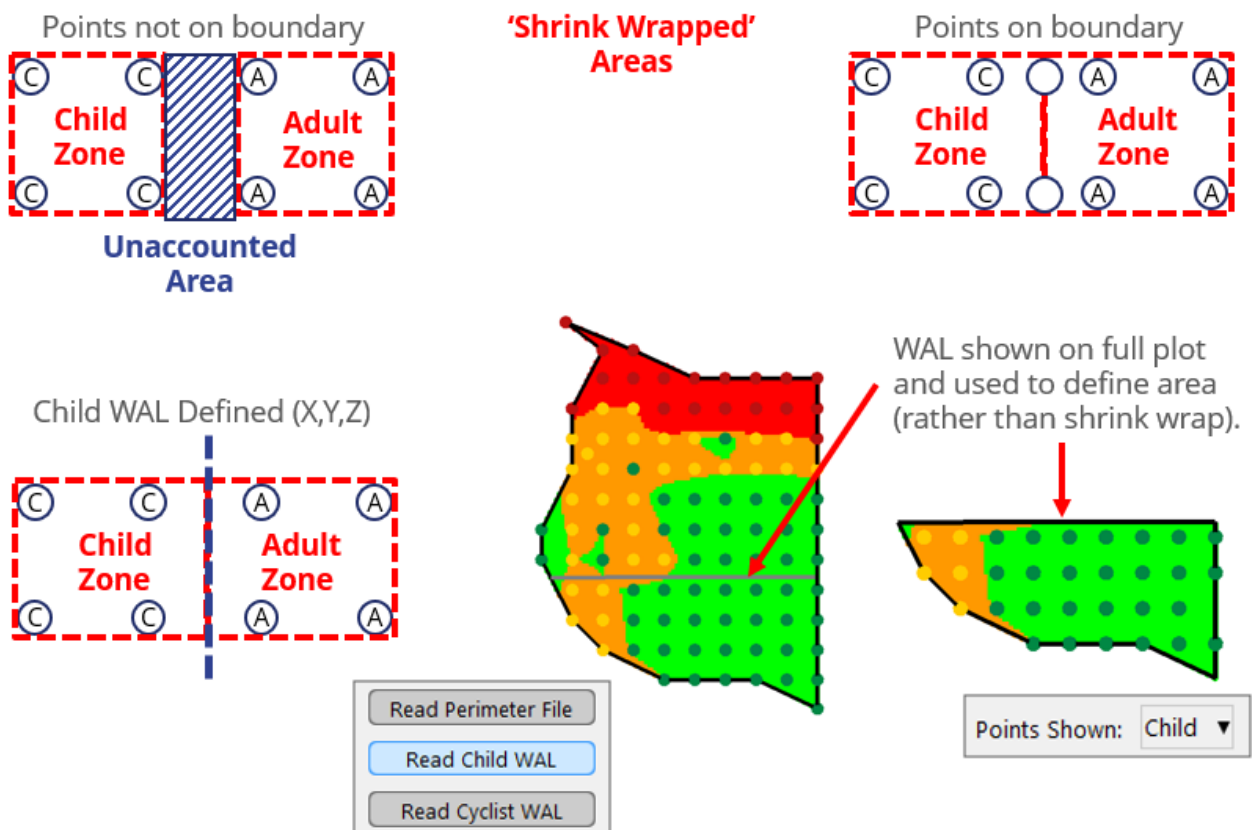 Points not on boundary
C
C
A
A
Child
Zone
Adult
Zone
C
C
A
A
Unaccounted
Area
‘Shrink Wrapped’
Areas
Points on boundary
C
C
A
A
Child
Zone
Adult
Zone
C
C
A
A
Child WAL Defined (X,Y,Z)
C
C
A
A
Child
Zone
Adult
Zone
C
C
A
A
WAL shown on full plot
and used to define area
(rather than shrink wrap).
Read Perimeter File
Read Child WAL
Read Cyclist WAL
Points Shown: Child ▼